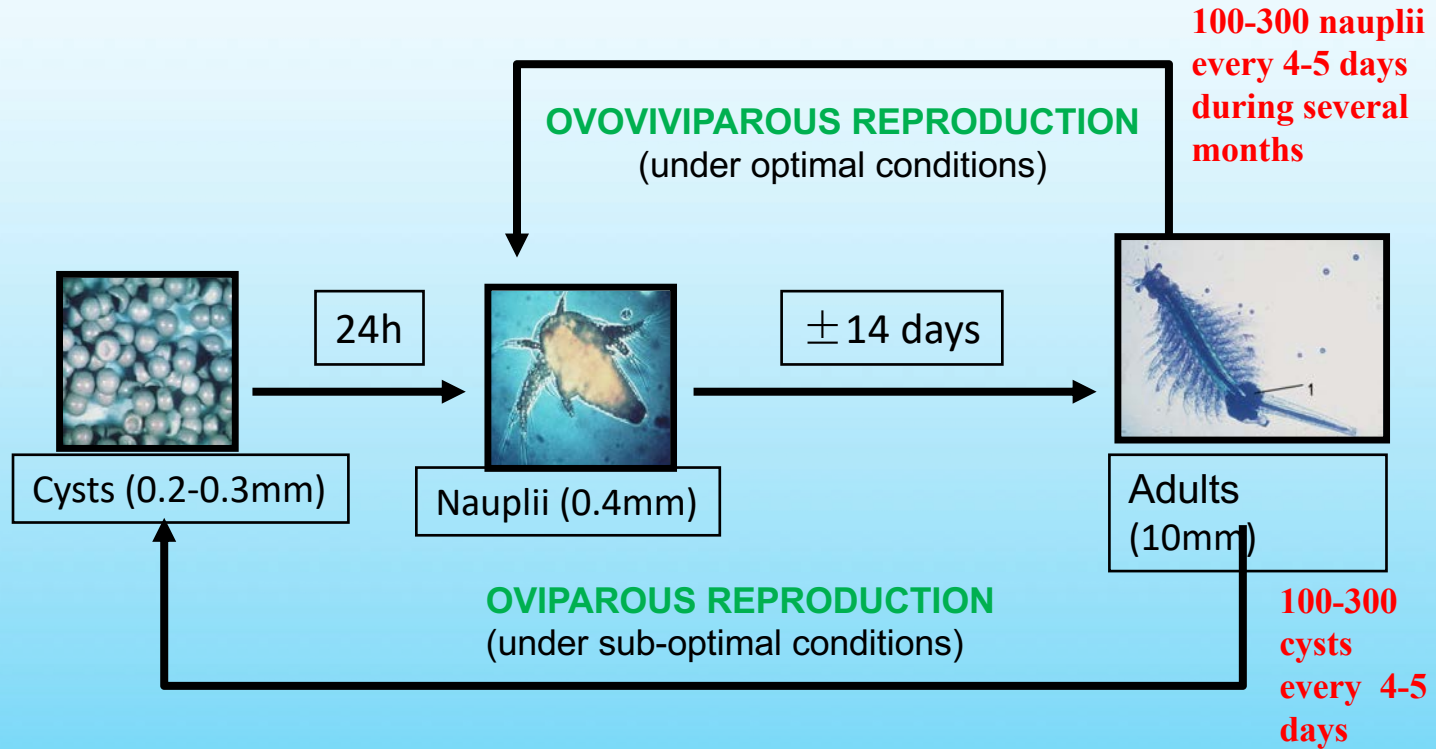 100-300 nauplii
every 4-5 days
during several
months
OVOVIVIPAROUS REPRODUCTION
(under optimal conditions)
24h
±14 days
1
Cysts (0.2-0.3mm)
Nauplii (0.4mm)
Adults
(10mm)
OVIPAROUS REPRODUCTION
(under sub-optimal conditions)
100-300
cysts
every 4-5
days